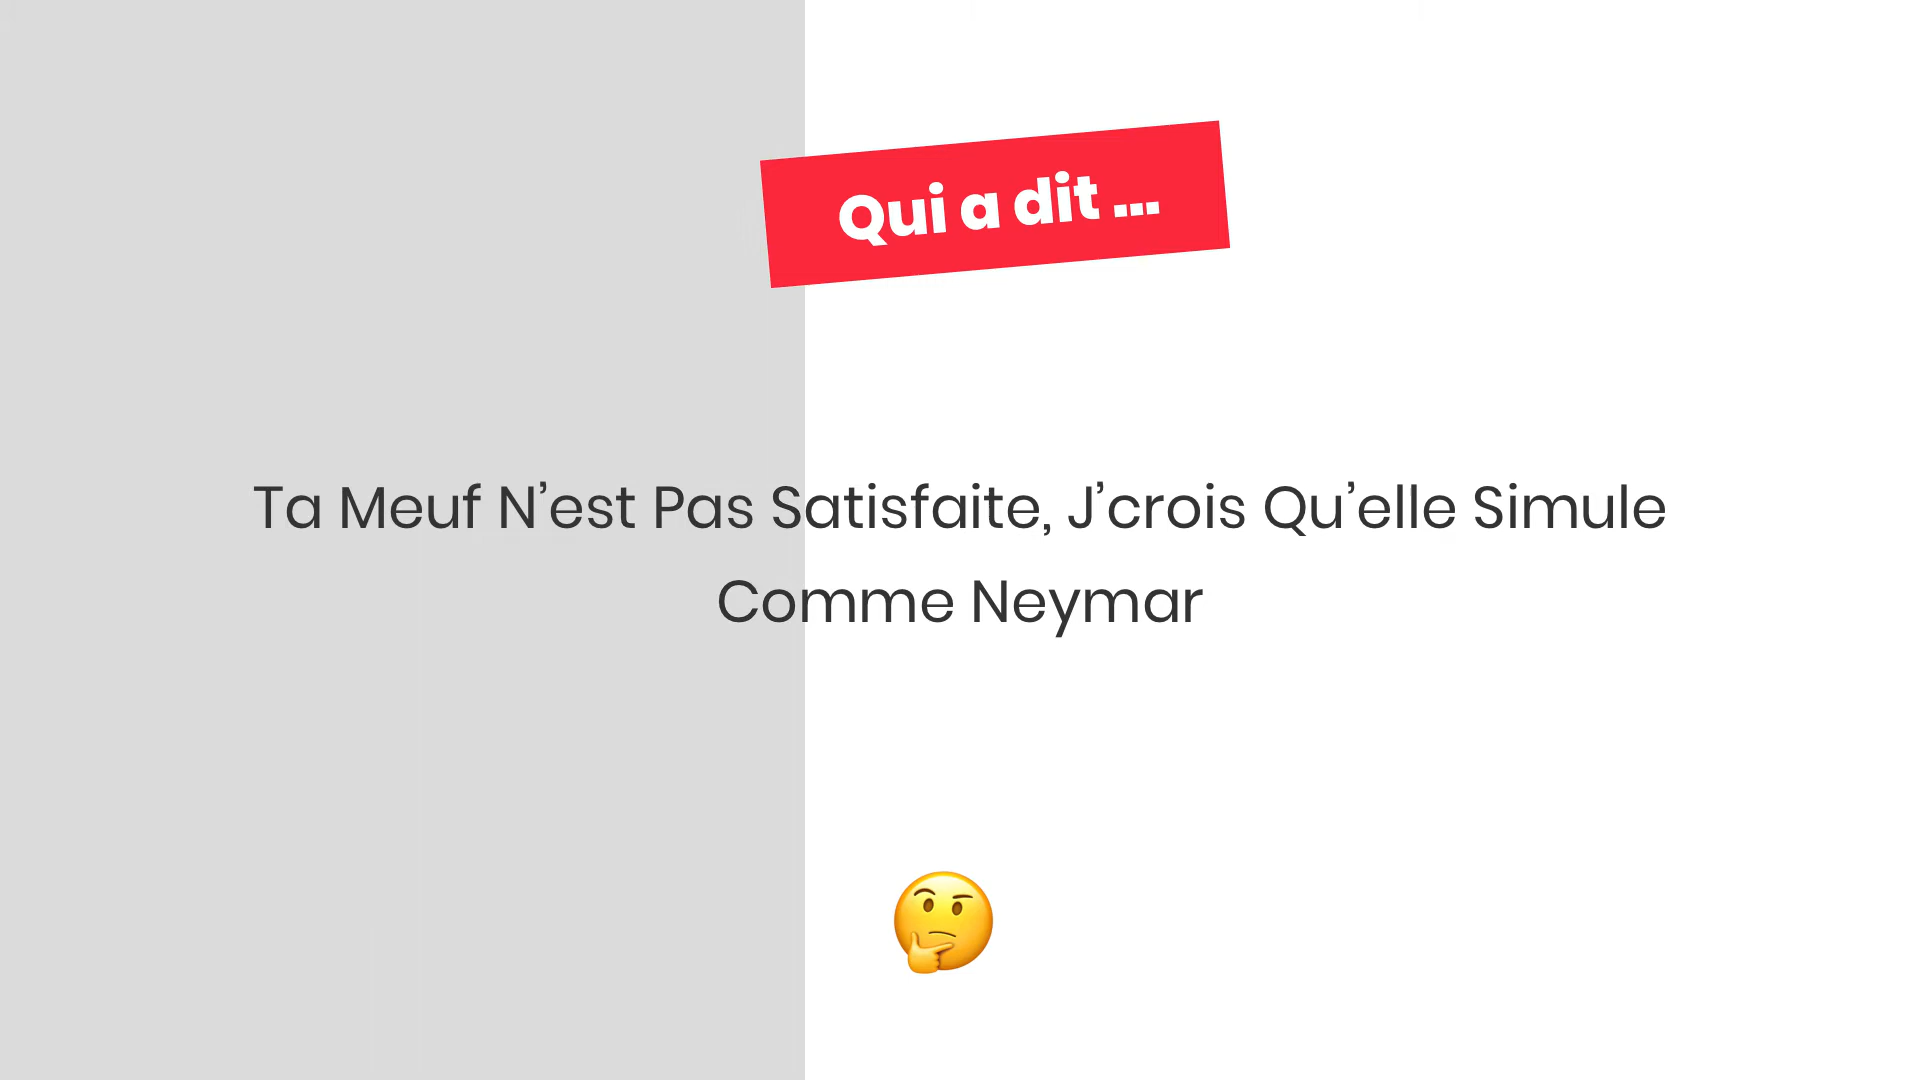 Qui a dit ...
Ta Meuf N’est Pas Satisfaite, J’crois Qu’elle Simule
Comme Neymar